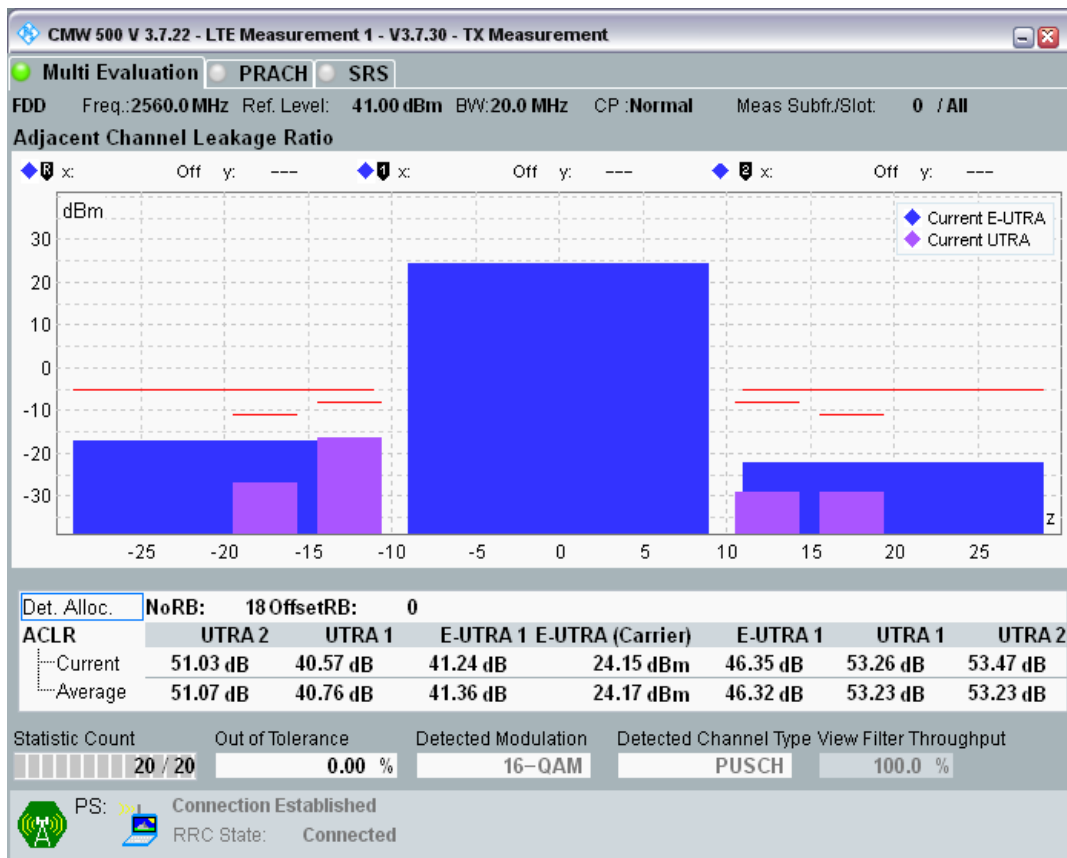 CMW 500 V 3.7.22 - LTE Measurement 1 - V3.7.30 - TX Measurement
Multi Evaluation PRACH SRS
FDD Freq.:2560.0 MHz Ref. Level: 41.00 dBm BW:20.0 MHz CP :Normal Meas Subfr./Slot: 0 / All
Adjacent Channel Leakage Ratio
R x: Off y: --- 1 x: Off y: --- 2 x: Off y: ---
dBm
Current E-UTRA
Current UTRA
30
20
10
0
-10
-20
-30
z
-25 -20 -15 -10 -5 0 5 10 15 20 25
Det. Alloc. NoRB: 18 OffsetRB: 0
ACLR UTRA 2 UTRA 1 E-UTRA 1 E-UTRA (Carrier) E-UTRA 1 UTRA 1 UTRA 2
Current 51.03 dB 40.57 dB 41.24 dB 24.15 dBm 46.35 dB 53.26 dB 53.47 dB
Average 51.07 dB 40.76 dB 41.36 dB 24.17 dBm 46.32 dB 53.23 dB 53.23 dB
Statistic Count Out of Tolerance Detected Modulation Detected Channel Type View Filter Throughput
20 / 20 0.00 % 16-QAM PUSCH 100.0 %
PS: Connection Established
RRC State: Connected